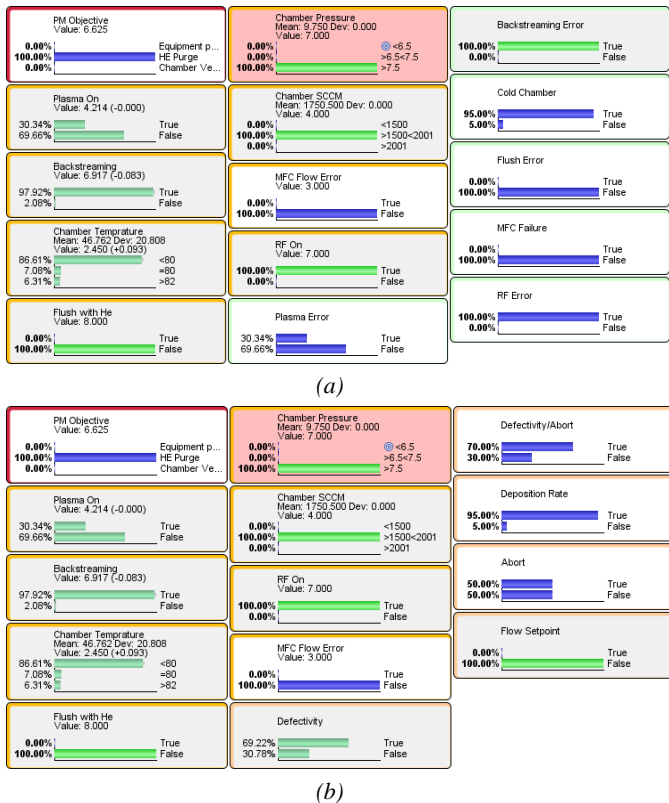 PM Objective
Value: 6.625
0.00% Equipment p...
100.00% HE Purge
0.00% Chamber Ve...
Plasma On
Value: 4.214 (-0.000)
30.34% True
69.66% False
Backstreaming
Value: 6.917 (-0.083)
97.92% True
2.08% False
Chamber Temprature
Mean: 46.762 Dev: 20.808
Value: 2.450 (+0.093)
86.61% <80
7.08% =80
6.31% >82
Flush with He
Value: 8.000
0.00% True
100.00% False
Chamber Pressure
Mean: 9.750 Dev: 0.000
Value: 7.000
0.00% <6.5
0.00% >6.5<7.5
100.00% >7.5
Chamber SCCM
Mean: 1750.500 Dev: 0.000
Value: 4.000
0.00% <1500
100.00% >1500<2001
0.00% >2001
MFC Flow Error
Value: 3.000
0.00% True
100.00% False
RF On
Value: 7.000
100.00% True
0.00% False
Plasma Error
30.34% True
69.66% False
Backstreaming Error
100.00% True
0.00% False
Cold Chamber
95.00% True
5.00% False
Flush Error
0.00% True
100.00% False
MFC Failure
0.00% True
100.00% False
RF Error
100.00% True
0.00% False
(a)
PM Objective
Value: 6.625
0.00% Equipment p...
100.00% HE Purge
0.00% Chamber Ve...
Plasma On
Value: 4.214 (-0.000)
30.34% True
69.66% False
Backstreaming
Value: 6.917 (-0.083)
97.92% True
2.08% False
Chamber Temprature
Mean: 46.762 Dev: 20.808
Value: 2.450 (+0.093)
86.61% <80
7.08% =80
6.31% >82
Flush with He
Value: 8.000
0.00% True
100.00% False
Chamber Pressure
Mean: 9.750 Dev: 0.000
Value: 7.000
0.00% <6.5
0.00% >6.5<7.5
100.00% >7.5
Chamber SCCM
Mean: 1750.500 Dev: 0.000
Value: 4.000
0.00% <1500
100.00% >1500<2001
0.00% >2001
RF On
Value: 7.000
100.00% True
0.00% False
MFC Flow Error
Value: 3.000
0.00% True
100.00% False
Defectivity
69.22% True
30.78% False
Defectivity/Abort
70.00% True
30.00% False
Deposition Rate
95.00% True
5.00% False
Abort
50.00% True
50.00% False
Flow Setpoint
0.00% True
100.00% False
(b)